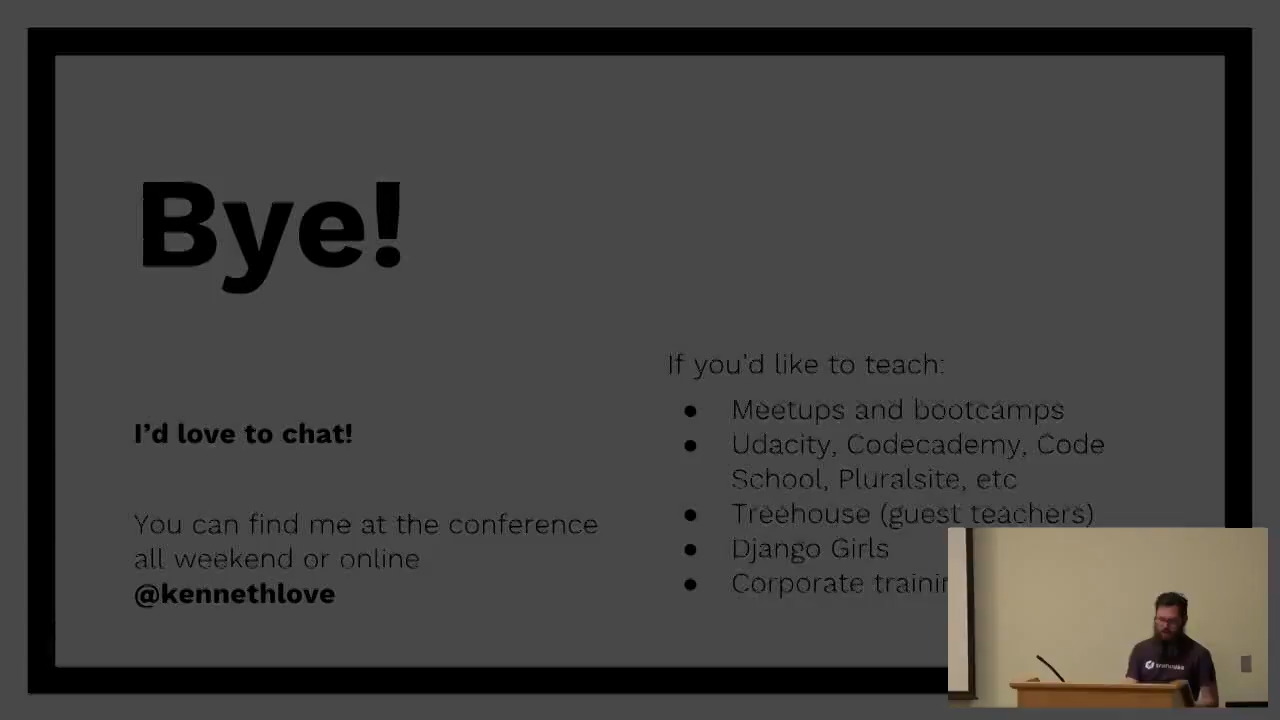 Bye!
I'd love to chat!
You can find me at the conference
all weekend or online
@kennethlove
If you'd like to teach:
● Meetups and bootcamps
● Udacity, Codecademy, Code
School, Pluralsite, etc
● Treehouse (guest teachers)
● Django Girls
● Corporate